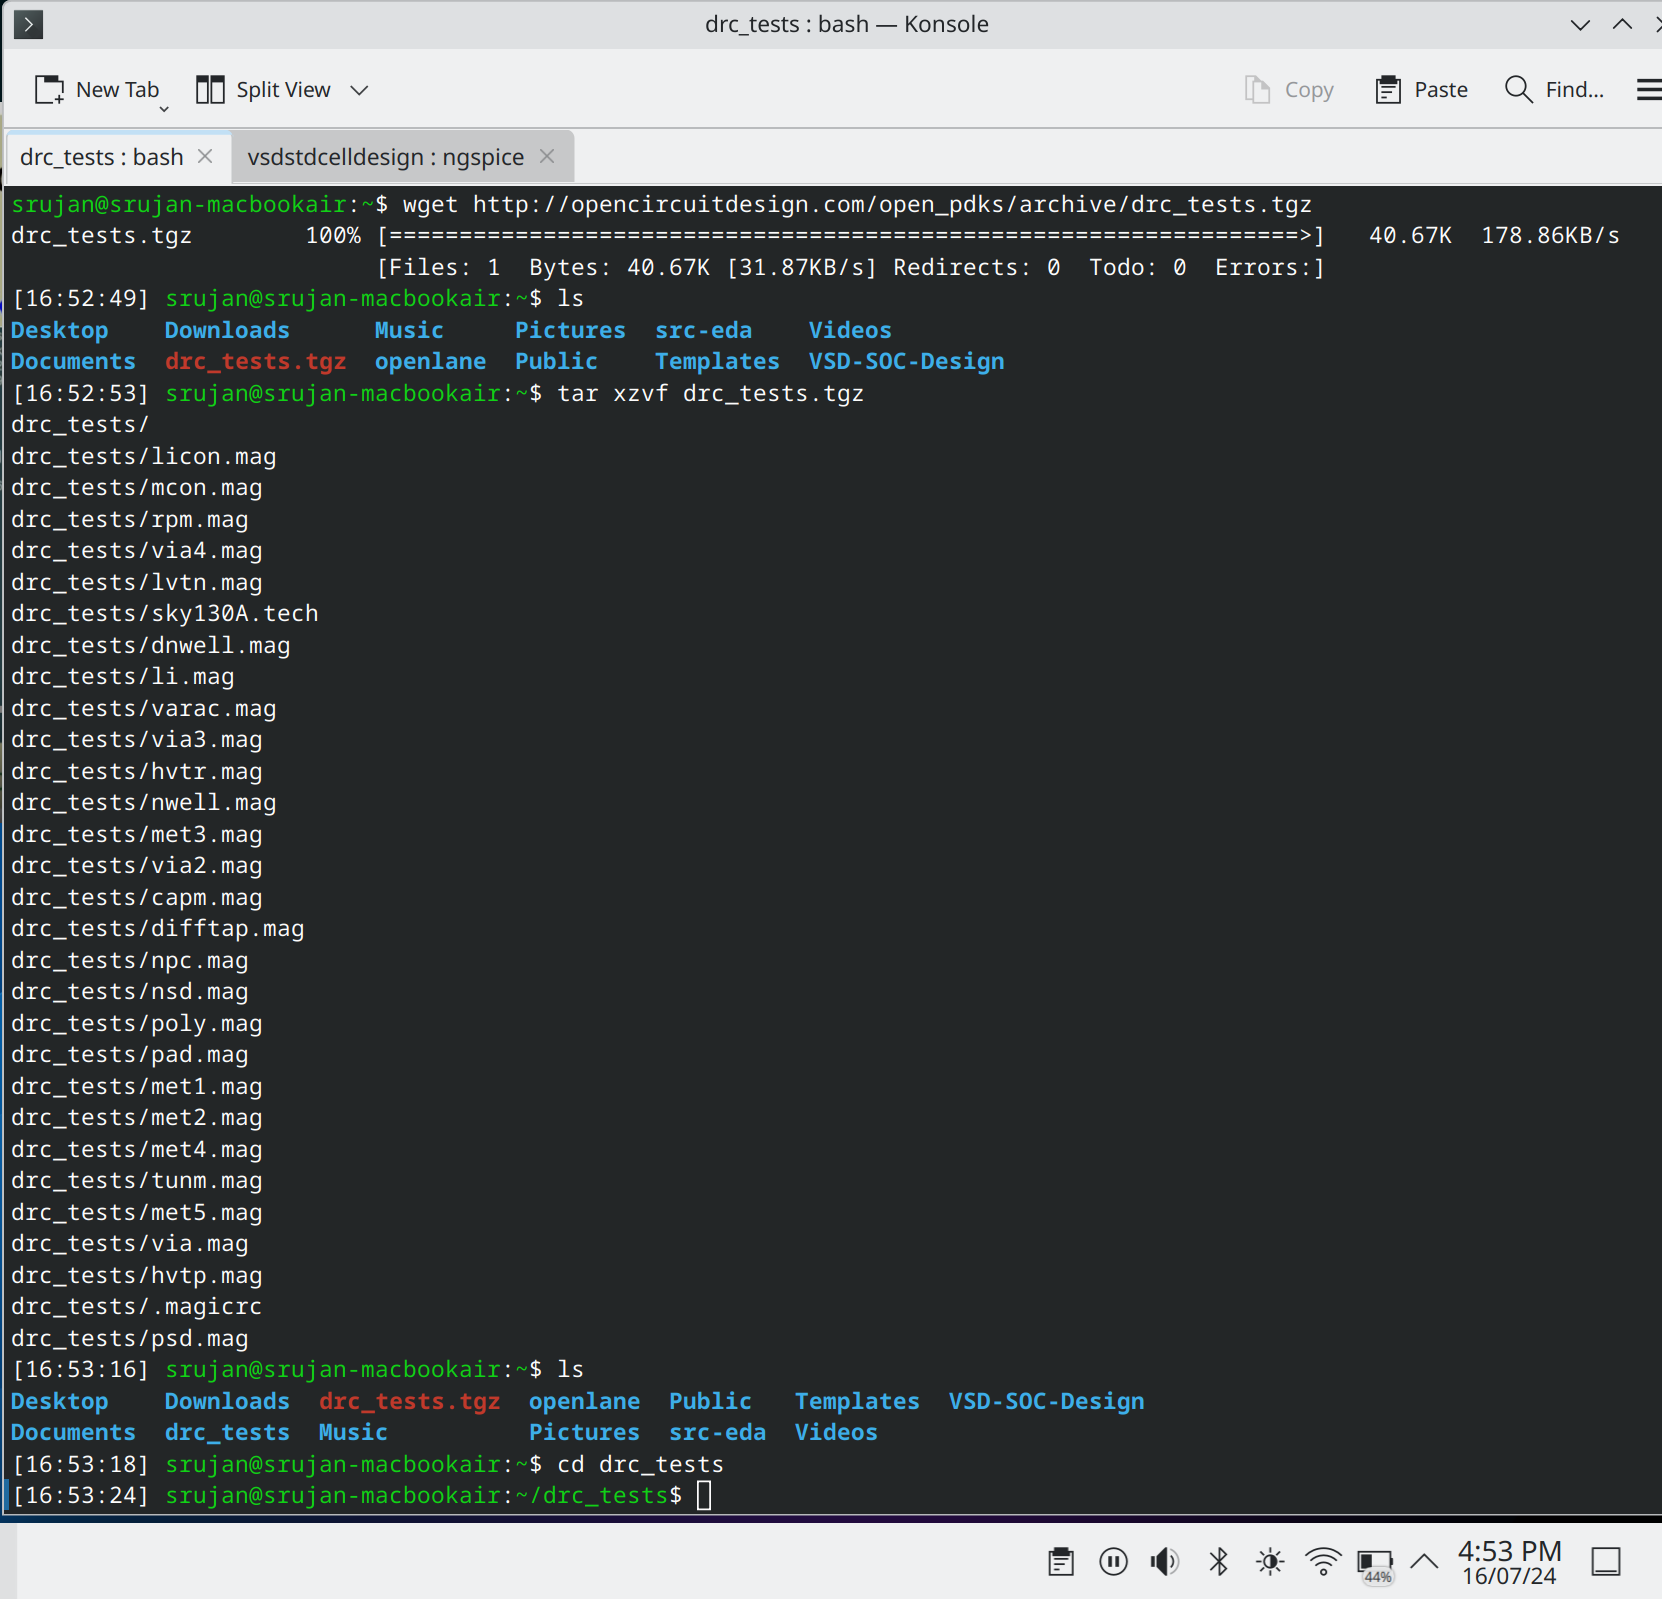 drc_tests : bash — Konsole
New Tab Split View Copy Paste Find...
drc_tests : bash vsdstdcelldesign : ngspice
srujan@srujan-macbookair:~$ wget http://opencircuitdesign.com/open_pdks/archive/drc_tests.tgz
drc_tests.tgz        100% [=================================================================>]   40.67K  178.86KB/s
[Files: 1  Bytes: 40.67K [31.87KB/s] Redirects: 0  Todo: 0  Errors:]
[16:52:49] srujan@srujan-macbookair:~$ ls
Desktop    Downloads      Music     Pictures  src-eda    Videos
Documents  drc_tests.tgz  openlane  Public    Templates  VSD-SOC-Design
[16:52:53] srujan@srujan-macbookair:~$ tar xzvf drc_tests.tgz
drc_tests/
drc_tests/licon.mag
drc_tests/mcon.mag
drc_tests/rpm.mag
drc_tests/via4.mag
drc_tests/lvtn.mag
drc_tests/sky130A.tech
drc_tests/dnwell.mag
drc_tests/li.mag
drc_tests/varac.mag
drc_tests/via3.mag
drc_tests/hvtr.mag
drc_tests/nwell.mag
drc_tests/met3.mag
drc_tests/via2.mag
drc_tests/capm.mag
drc_tests/difftap.mag
drc_tests/npc.mag
drc_tests/nsd.mag
drc_tests/poly.mag
drc_tests/pad.mag
drc_tests/met1.mag
drc_tests/met2.mag
drc_tests/met4.mag
drc_tests/tunm.mag
drc_tests/met5.mag
drc_tests/via.mag
drc_tests/hvtp.mag
drc_tests/.magicrc
drc_tests/psd.mag
[16:53:16] srujan@srujan-macbookair:~$ ls
Desktop    Downloads  drc_tests.tgz  openlane  Public   Templates  VSD-SOC-Design
Documents  drc_tests  Music          Pictures  src-eda  Videos
[16:53:18] srujan@srujan-macbookair:~$ cd drc_tests
[16:53:24] srujan@srujan-macbookair:~/drc_tests$
4:53 PM
44% 16/07/24